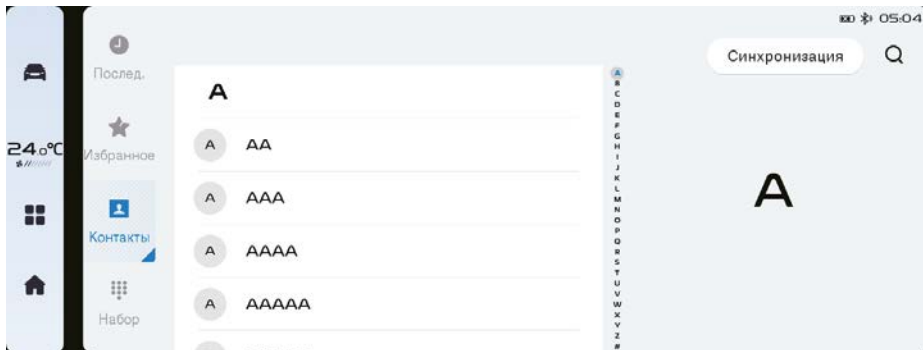 05:04
24.0°C
Послед.
Избранное
Контакты
Набор
Синхронизация
A
A AA
A AAA
A AAAA
A AAAAA
A
B
C
D
E
F
G
H
I
J
K
L
M
N
O
P
Q
R
S
T
U
V
W
X
Y
Z
#
A